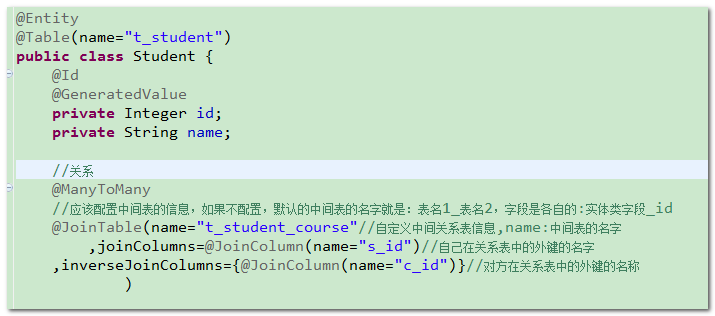 @Entity
@Table(name="t_student")
public class Student {
@Id
@GeneratedValue
private Integer id;
private String name;
//关系
@ManyToMany
//应该配置中间表的信息，如果不配置，默认的中间表的名字就是：表名1_表名2，字段是各自的:实体类字段_id
@JoinTable(name="t_student_course"//自定义中间关系表信息,name:中间表的名字
,joinColumns=@JoinColumn(name="s_id")//自己在关系表中的外键的名字
,inverseJoinColumns={@JoinColumn(name="c_id")}//对方在关系表中的外键的名称
)